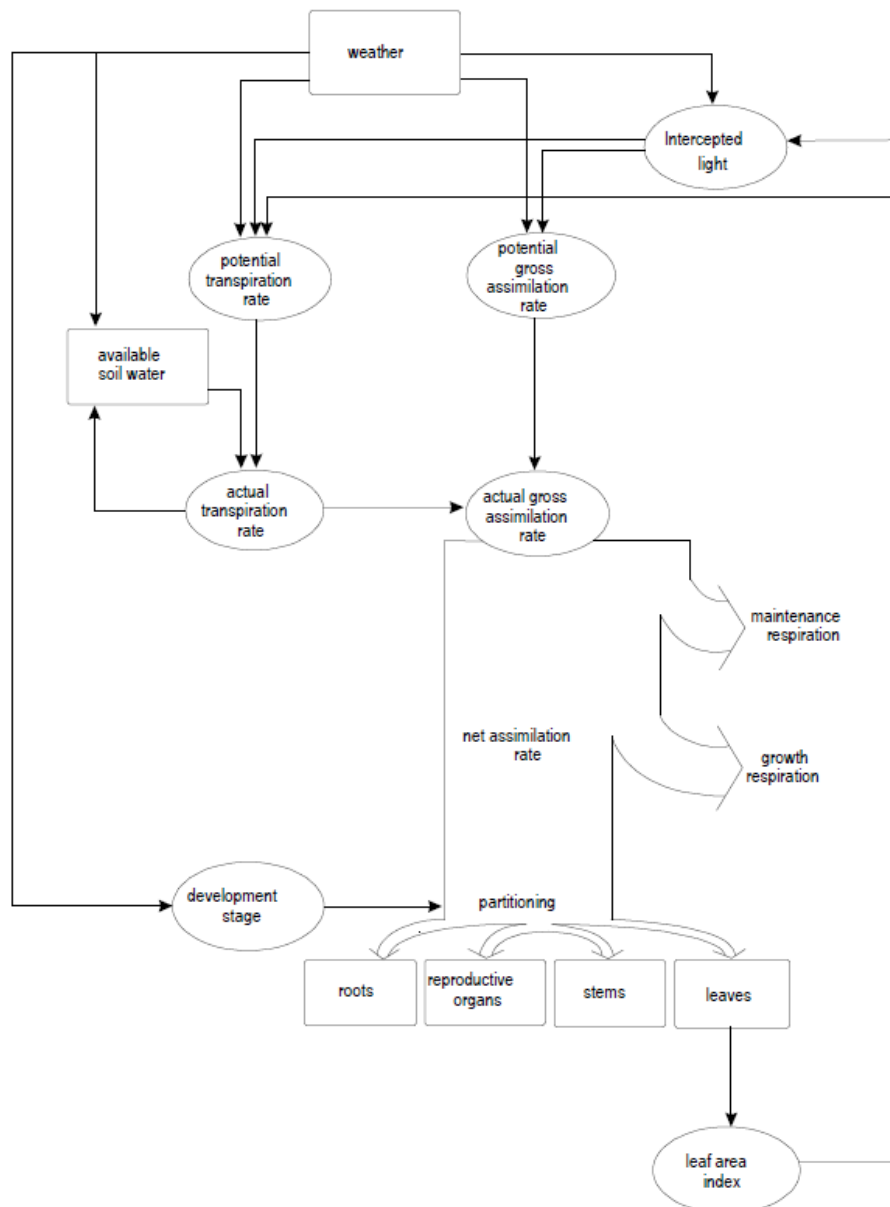 weather
Intercepted
light
potential
transpiration
rate
potential
gross
assimilation
rate
available
soil water
actual
transpiration
rate
actual gross
assimilation
rate
maintenance
respiration
net assimilation
rate
growth
respiration
development
stage
partitioning
roots
reproductive
organs
stems
leaves
leaf area
index